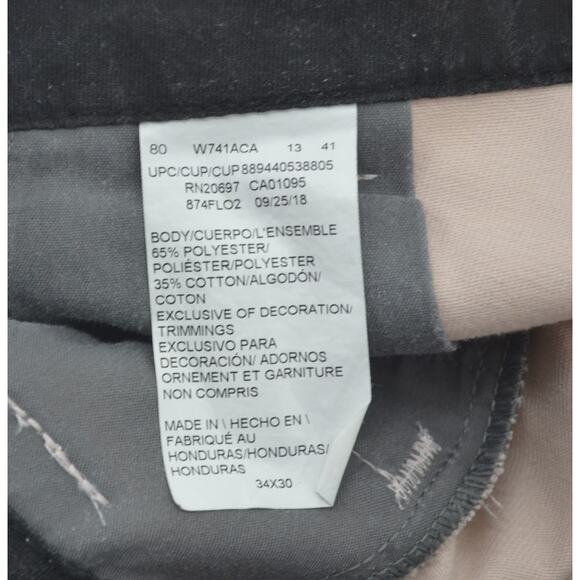 80 W741ACA 13 41
UPC/CUP/CUP889440538805
RN20697 CA01095
874FLO2 09/25/18
BODY/CUERPO/L'ENSEMBLE
65% POLYESTER/
POLIÉSTER/POLYESTER
35% COTTON/ALGODÓN/
COTON
EXCLUSIVE OF DECORATION/
TRIMMINGS
EXCLUSIVO PARA
DECORACIÓN/ ADORNOS
ORNEMENT ET GARNITURE
NON COMPRIS
MADE IN \ HECHO EN \
FABRIQUÉ AU
HONDURAS/HONDURAS/
HONDURAS
34X30